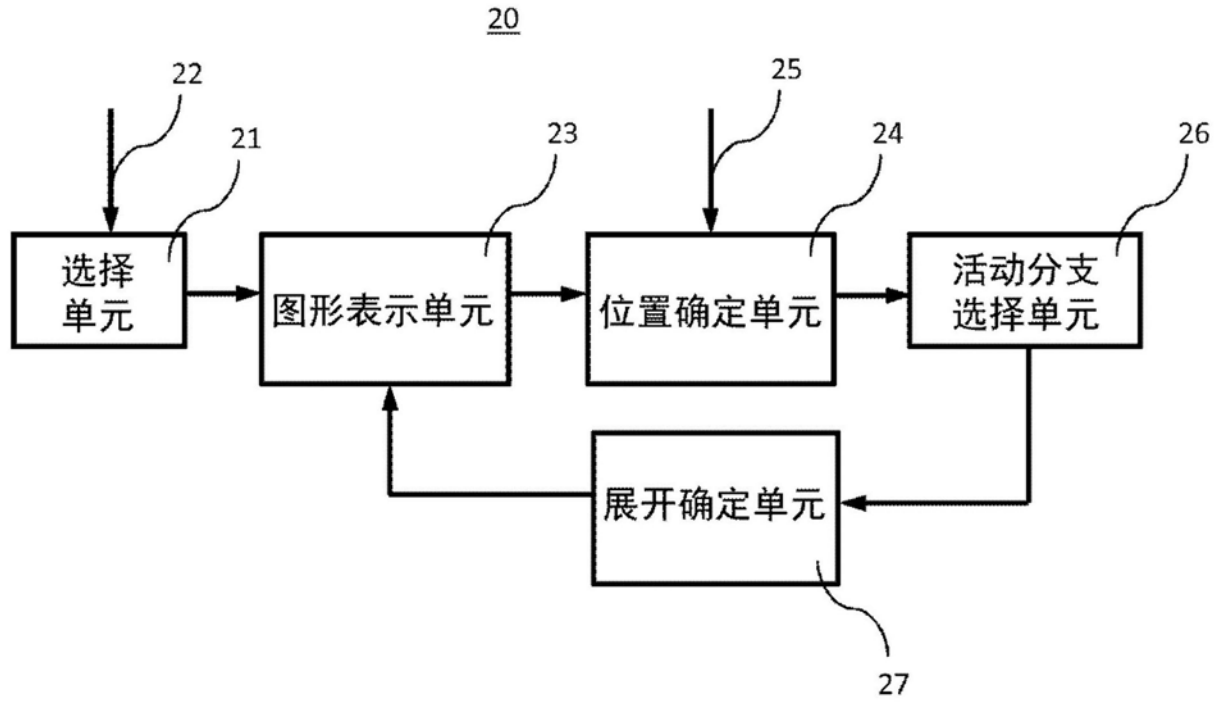 20
22
21
23
25
24
26
选择
单元
图形表示单元
位置确定单元
活动分支
选择单元
展开确定单元
27